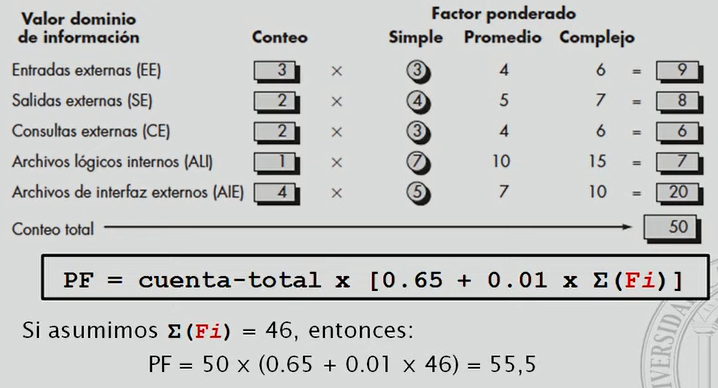 Factor ponderado
Valor dominio
de información Conteo Simple Promedio Complejo
Entradas externas (EE) 3 × 3 4 6 = 9
Salidas externas (SE) 2 × 4 5 7 = 8
Consultas externas (CE) 2 × 3 4 6 = 6
Archivos lógicos internos (ALI) 1 × 7 10 15 = 7
Archivos de interfaz externos (AIE) 4 × 5 7 10 = 20
Conteo total 50
PF = cuenta-total x [0.65 + 0.01 x Σ(Fi)]
Si asumimos Σ(Fi) = 46, entonces:
PF = 50 x (0.65 + 0.01 x 46) = 55,5